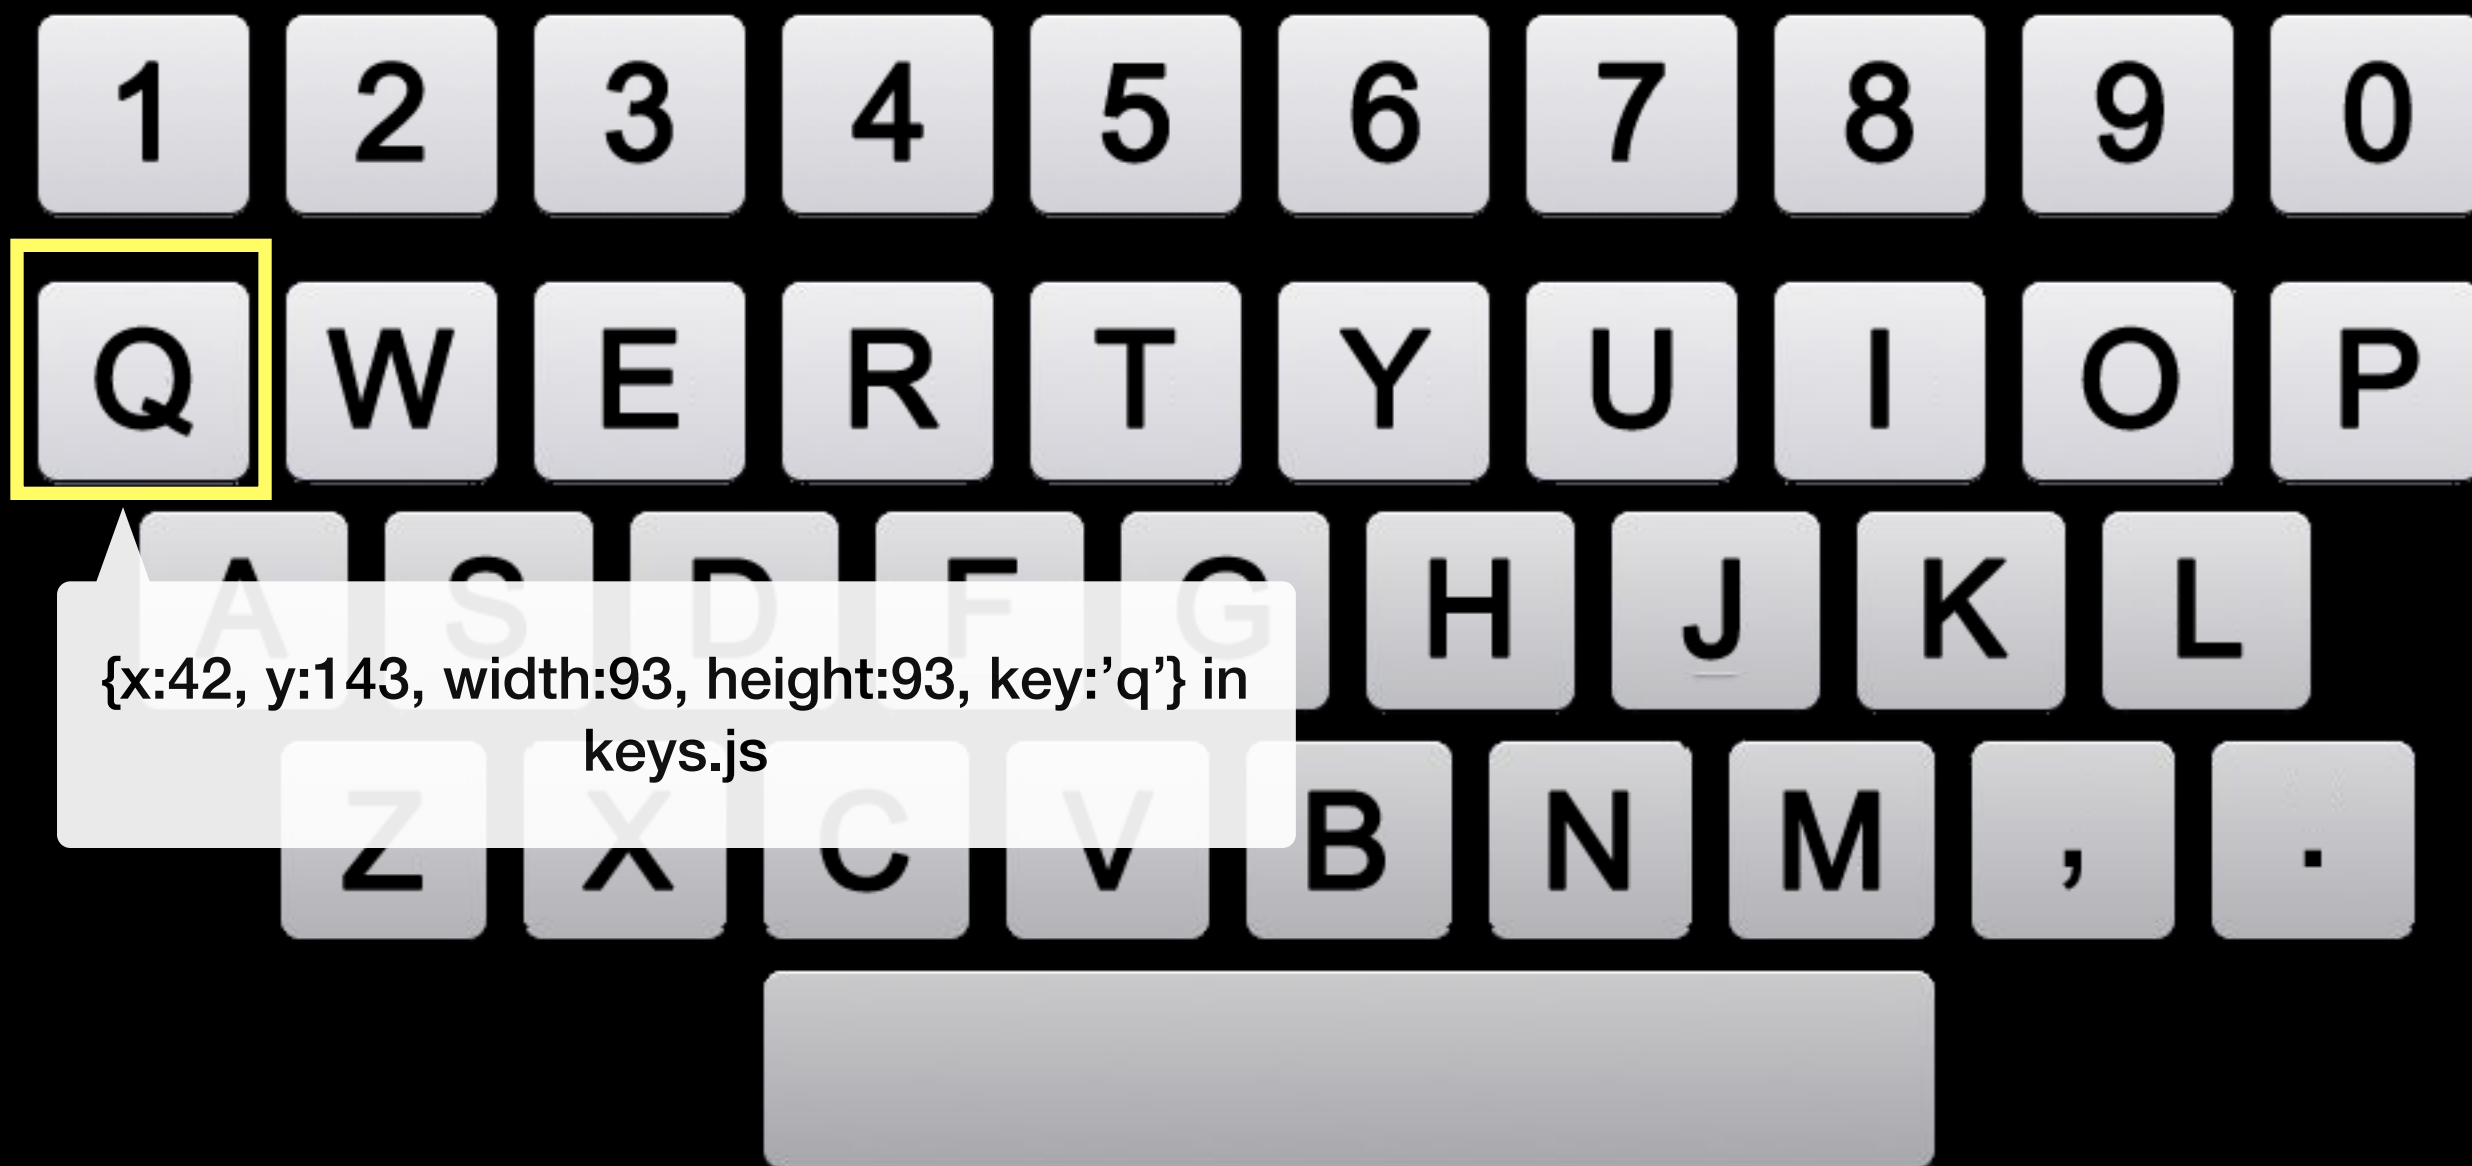 1 2 3 4 5 6 7 8 9 0
Q W E R T Y U I O P
A S D F G H J K L
{x:42, y:143, width:93, height:93, key:’q’} in
keys.js
Z X C V B N M , .